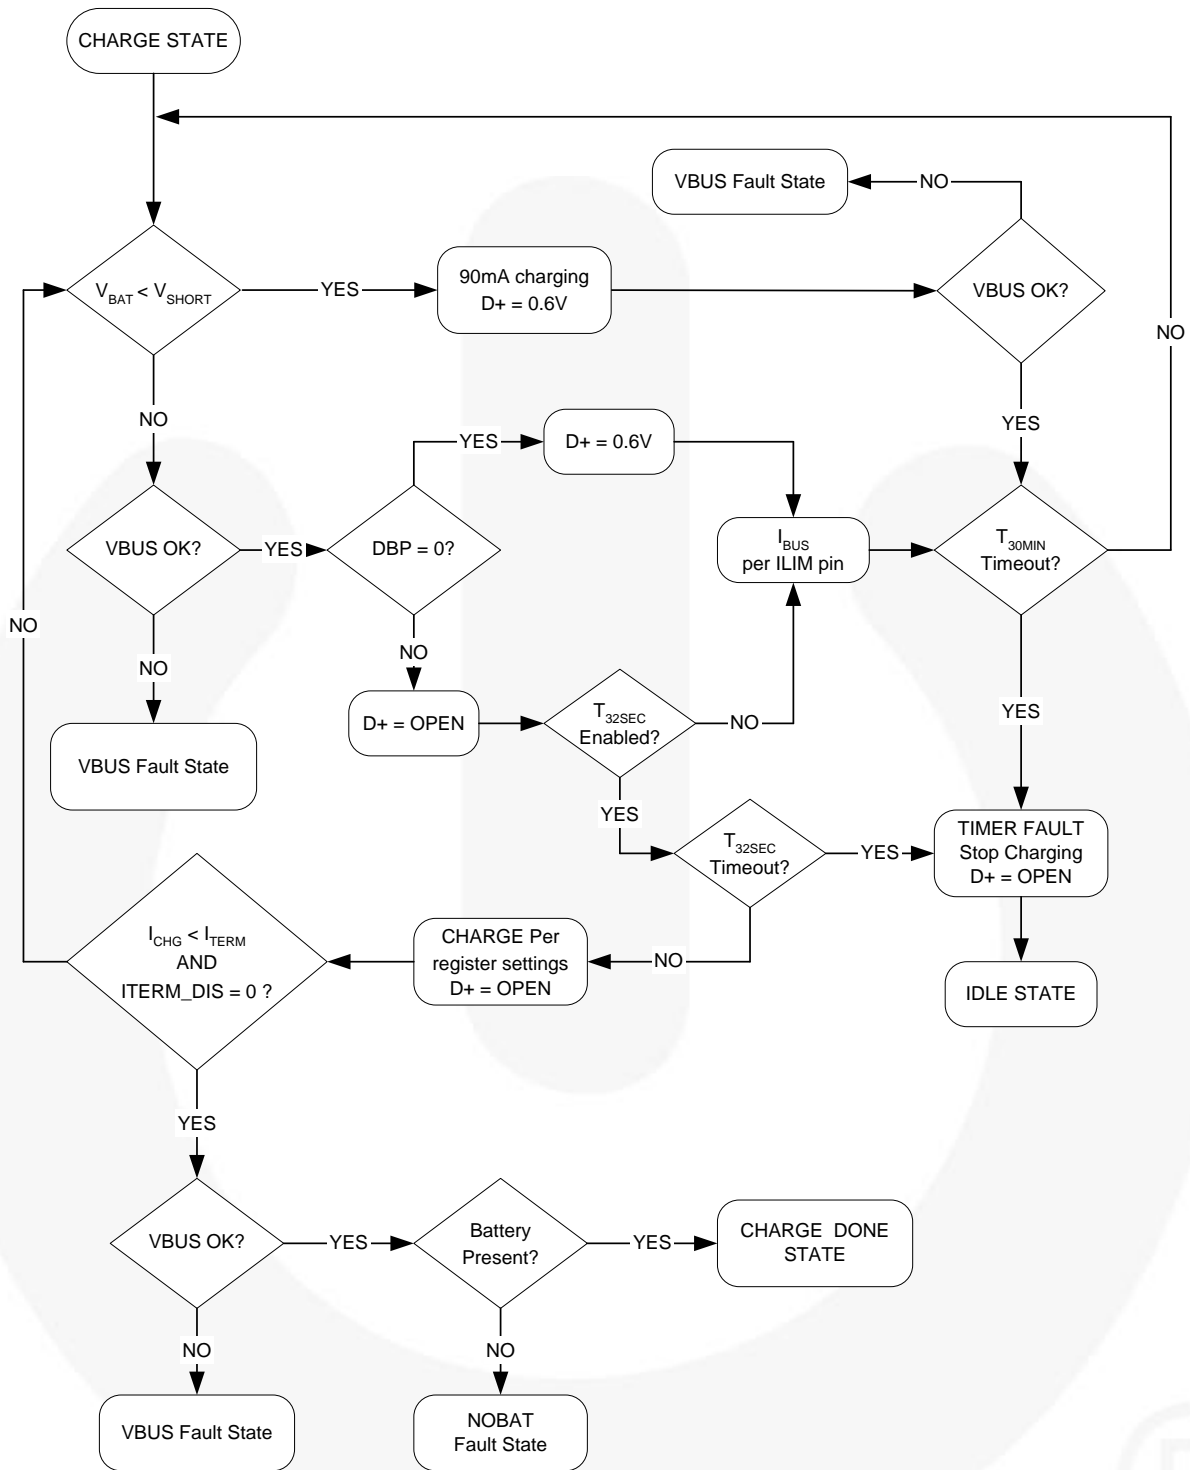 CHARGE STATE
VBUS Fault State
NO
V_BAT < V_SHORT
YES
90mA charging
D+ = 0.6V
VBUS OK?
NO
NO
YES
YES
D+ = 0.6V
VBUS OK?
YES
DBP = 0?
I_BUS
per ILIM pin
T_30MIN
Timeout?
NO
NO
NO
D+ = OPEN
T_32SEC
Enabled?
NO
YES
VBUS Fault State
YES
T_32SEC
Timeout?
YES
TIMER FAULT
Stop Charging
D+ = OPEN
I_CHG < I_TERM
AND
ITERM_DIS = 0 ?
CHARGE Per
register settings
D+ = OPEN
NO
IDLE STATE
YES
VBUS OK?
YES
Battery
Present?
YES
CHARGE DONE
STATE
NO
NO
VBUS Fault State
NOBAT
Fault State